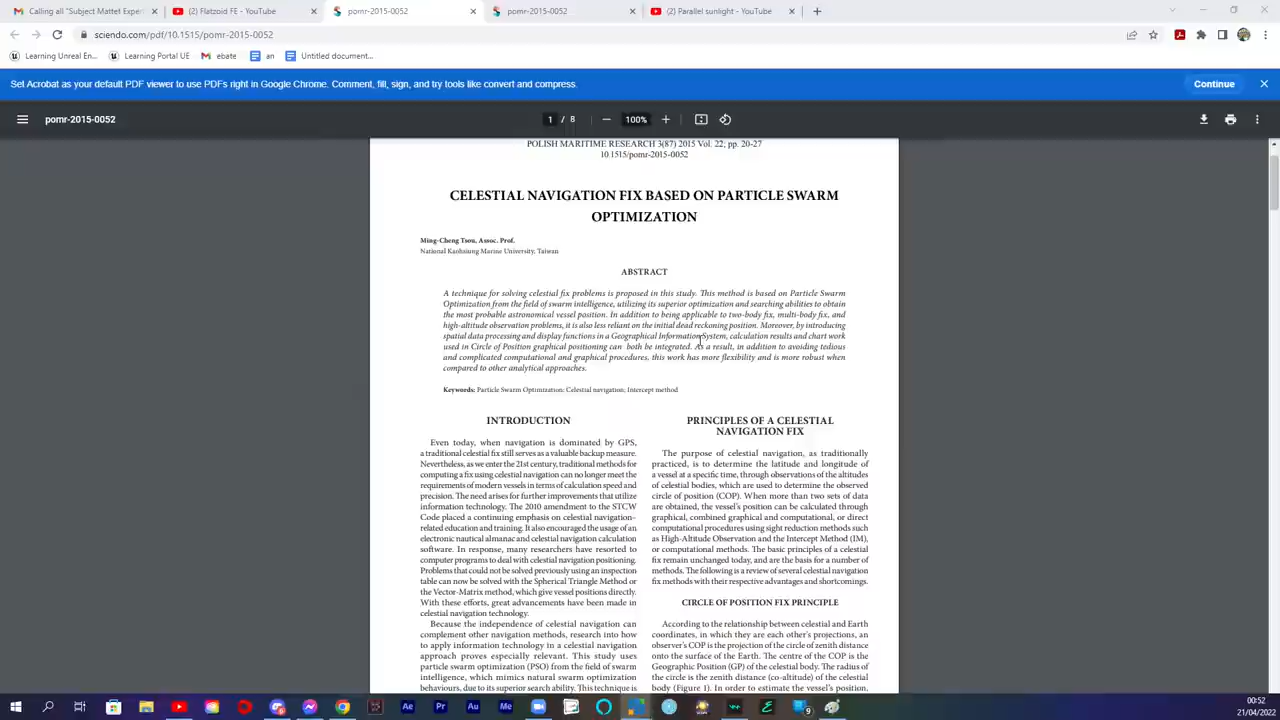 Calling all "Subject Mattet Exper
Flatzoid FE - YouTube
pomr-2015-0052
pomr-2015-0052
(2) Parallel sunlight - YouTube
sciendo.com/pdf/10.1515/pomr-2015-0052
Learning Unreal En...
Learning Portal UE
ebate
an
Untitled document...
Set Acrobat as your default PDF viewer to use PDFs right in Google Chrome. Comment, fill, sign, and try tools like convert and compress.
Continue
pomr-2015-0052
1 / 8
100%
POLISH MARITIME RESEARCH 3(87) 2015 Vol. 22; pp. 20-27
10.1515/pomr-2015-0052
CELESTIAL NAVIGATION FIX BASED ON PARTICLE SWARM
OPTIMIZATION
Ming-Cheng Tsou, Assoc. Prof.
National Kaohsiung Marine University, Taiwan
ABSTRACT
A technique for solving celestial fix problems is proposed in this study. This method is based on Particle Swarm
Optimization from the field of swarm intelligence, utilizing its superior optimization and searching abilities to obtain
the most probable astronomical vessel position. In addition to being applicable to two-body fix, multi-body fix, and
high-altitude observation problems, it is also less reliant on the initial dead reckoning position. Moreover, by introducing
spatial data processing and display functions in a Geographical Information System, calculation results and chart work
used in Circle of Position graphical positioning can both be integrated. As a result, in addition to avoiding tedious
and complicated computational and graphical procedures, this work has more flexibility and is more robust when
compared to other analytical approaches.
Keywords: Particle Swarm Optimization; Celestial navigation; Intercept method
INTRODUCTION
Even today, when navigation is dominated by GPS,
a traditional celestial fix still serves as a valuable backup measure.
Nevertheless, as we enter the 21st century, traditional methods for
computing a fix using celestial navigation can no longer meet the
requirements of modern vessels in terms of calculation speed and
precision. The need arises for further improvements that utilize
information technology. The 2010 amendment to the STCW
Code placed a continuing emphasis on celestial navigation–
related education and training. It also encouraged the usage of an
electronic nautical almanac and celestial navigation calculation
software. In response, many researchers have resorted to
computer programs to deal with celestial navigation positioning.
Problems that could not be solved previously using an inspection
table can now be solved with the Spherical Triangle Method or
the Vector-Matrix method, which give vessel positions directly.
With these efforts, great advancements have been made in
celestial navigation technology.
Because the independence of celestial navigation can
complement other navigation methods, research into how
to apply information technology in a celestial navigation
approach proves especially relevant. This study uses
particle swarm optimization (PSO) from the field of swarm
intelligence, which mimics natural swarm optimization
behaviours, due to its superior search ability. This technique is
PRINCIPLES OF A CELESTIAL
NAVIGATION FIX
The purpose of celestial navigation, as traditionally
practiced, is to determine the latitude and longitude of
a vessel at a specific time, through observations of the altitudes
of celestial bodies, which are used to determine the observed
circle of position (COP). When more than two sets of data
are obtained, the vessel's position can be calculated through
graphical, combined graphical and computational, or direct
computational procedures using sight reduction methods such
as High-Altitude Observation and the Intercept Method (IM),
or computational methods. The basic principles of a celestial
fix remain unchanged today, and are the basis for a number of
methods. The following is a review of several celestial navigation
fix methods with their respective advantages and shortcomings.
CIRCLE OF POSITION FIX PRINCIPLE
According to the relationship between celestial and Earth
coordinates, in which they are each other's projections, an
observer's COP is the projection of the circle of zenith distance
onto the surface of the Earth. The centre of the COP is the
Geographic Position (GP) of the celestial body. The radius of
the circle is the zenith distance (co-altitude) of the celestial
body (Figure 1). In order to estimate the vessel's position,
Ae
Pr
Au
Me
9
00:52
21/04/2022